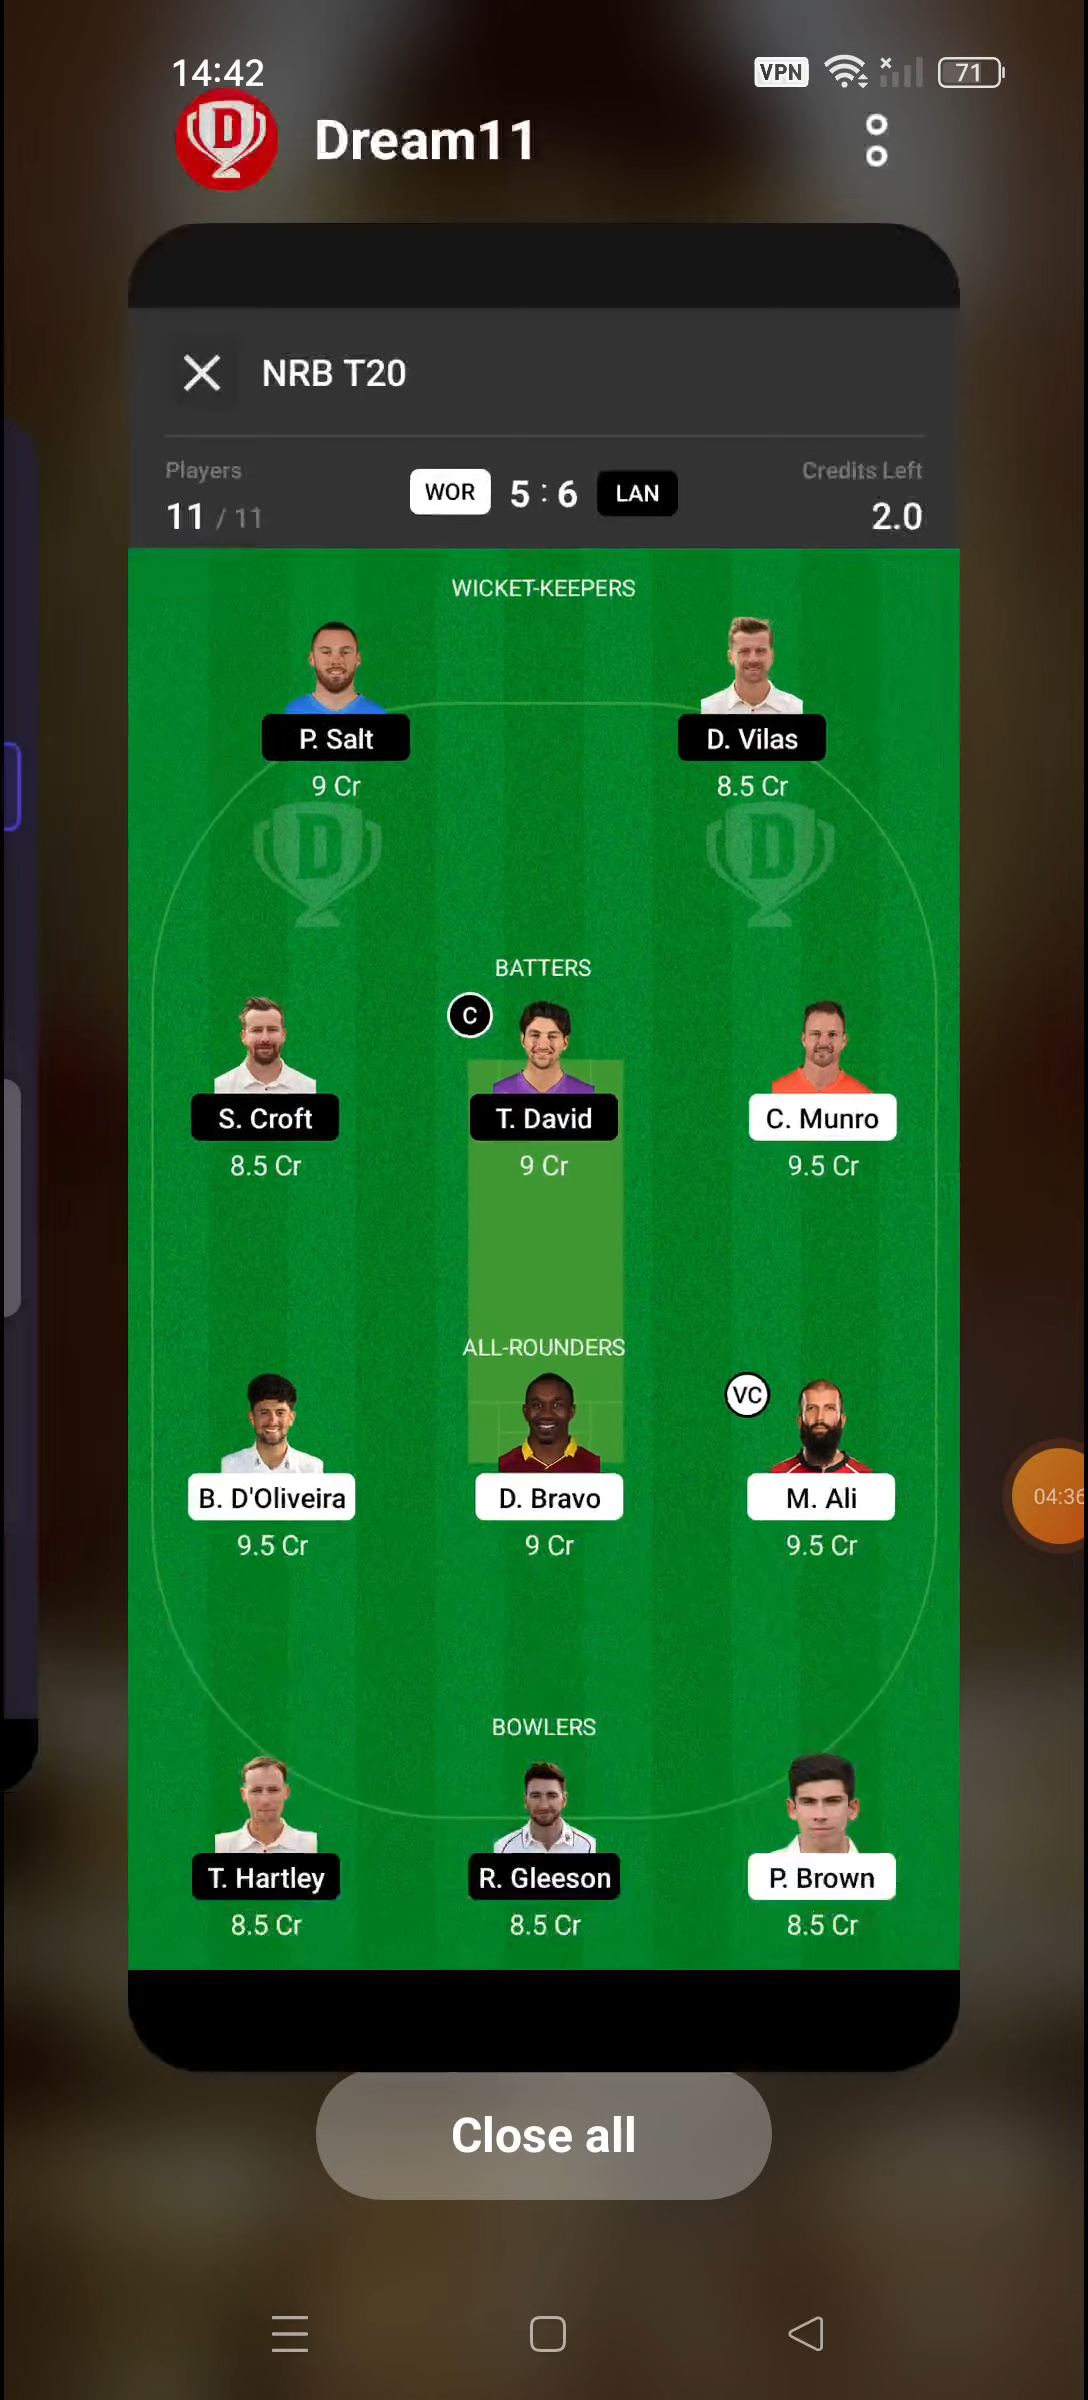 14:42
VPN
71
D
Dream11
NRB T20
Players
Credits Left
WOR 5 : 6 LAN
11 / 11
2.0
WICKET-KEEPERS
P. Salt
D. Vilas
9 Cr
8.5 Cr
D
D
BATTERS
C
S. Croft
T. David
C. Munro
8.5 Cr
9 Cr
9.5 Cr
ALL-ROUNDERS
VC
B. D'Oliveira
D. Bravo
M. Ali
04:36
9.5 Cr
9 Cr
9.5 Cr
BOWLERS
T. Hartley
R. Gleeson
P. Brown
8.5 Cr
8.5 Cr
8.5 Cr
Close all